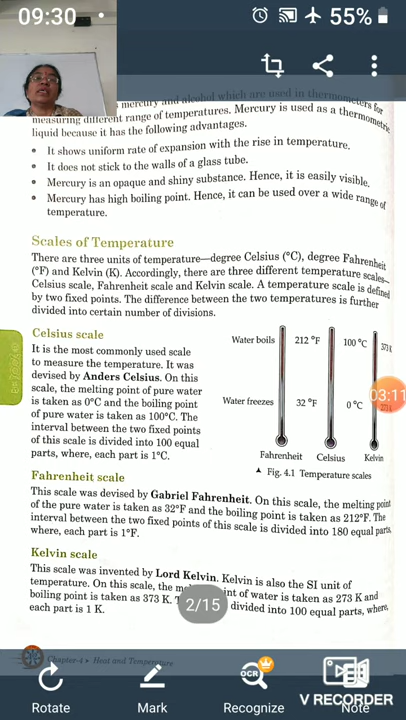 09:30
55%
mercury and alcohol which are used in thermometers for
measuring different range of temperatures. Mercury is used as a thermometric
liquid because it has the following advantages.
• It shows uniform rate of expansion with the rise in temperature.
• It does not stick to the walls of a glass tube.
• Mercury is an opaque and shiny substance. Hence, it is easily visible.
• Mercury has high boiling point. Hence, it can be used over a wide range of
temperature.
Scales of Temperature
There are three units of temperature—degree Celsius (°C), degree Fahrenheit
(°F) and Kelvin (K). Accordingly, there are three different temperature scales—
Celsius scale, Fahrenheit scale and Kelvin scale. A temperature scale is defined
by two fixed points. The difference between the two temperatures is further
divided into certain number of divisions.
Celsius scale
It is the most commonly used scale
to measure the temperature. It was
devised by Anders Celsius. On this
scale, the melting point of pure water
is taken as 0°C and the boiling point
of pure water is taken as 100°C. The
interval between the two fixed points
of this scale is divided into 100 equal
parts, where, each part is 1°C.
Water boils 212 °F 100 °C 373 K
03:11
Water freezes 32 °F 0 °C
Fahrenheit Celsius Kelvin
▲ Fig. 4.1 Temperature scales
Fahrenheit scale
This scale was devised by Gabriel Fahrenheit. On this scale, the melting point
of the pure water is taken as 32°F and the boiling point is taken as 212°F. The
interval between the two fixed points of this scale is divided into 180 equal parts,
where, each part is 1°F.
Kelvin scale
This scale was invented by Lord Kelvin. Kelvin is also the SI unit of
temperature. On this scale, the int of water is taken as 273 K and
boiling point is taken as 373 K. divided into 100 equal parts, where,
each part is 1 K.
2/15
Chapter-4 ▸ Heat and Temperature
OCR
V RECORDER
Rotate Mark Recognize Note